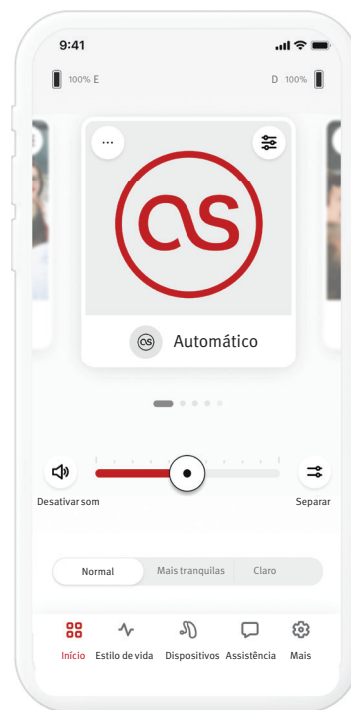 9:41
100% E
D 100%
Automático
Desativar som
Separar
Normal
Mais tranquilas
Claro
Início
Estilo de vida
Dispositivos
Assistência
Mais